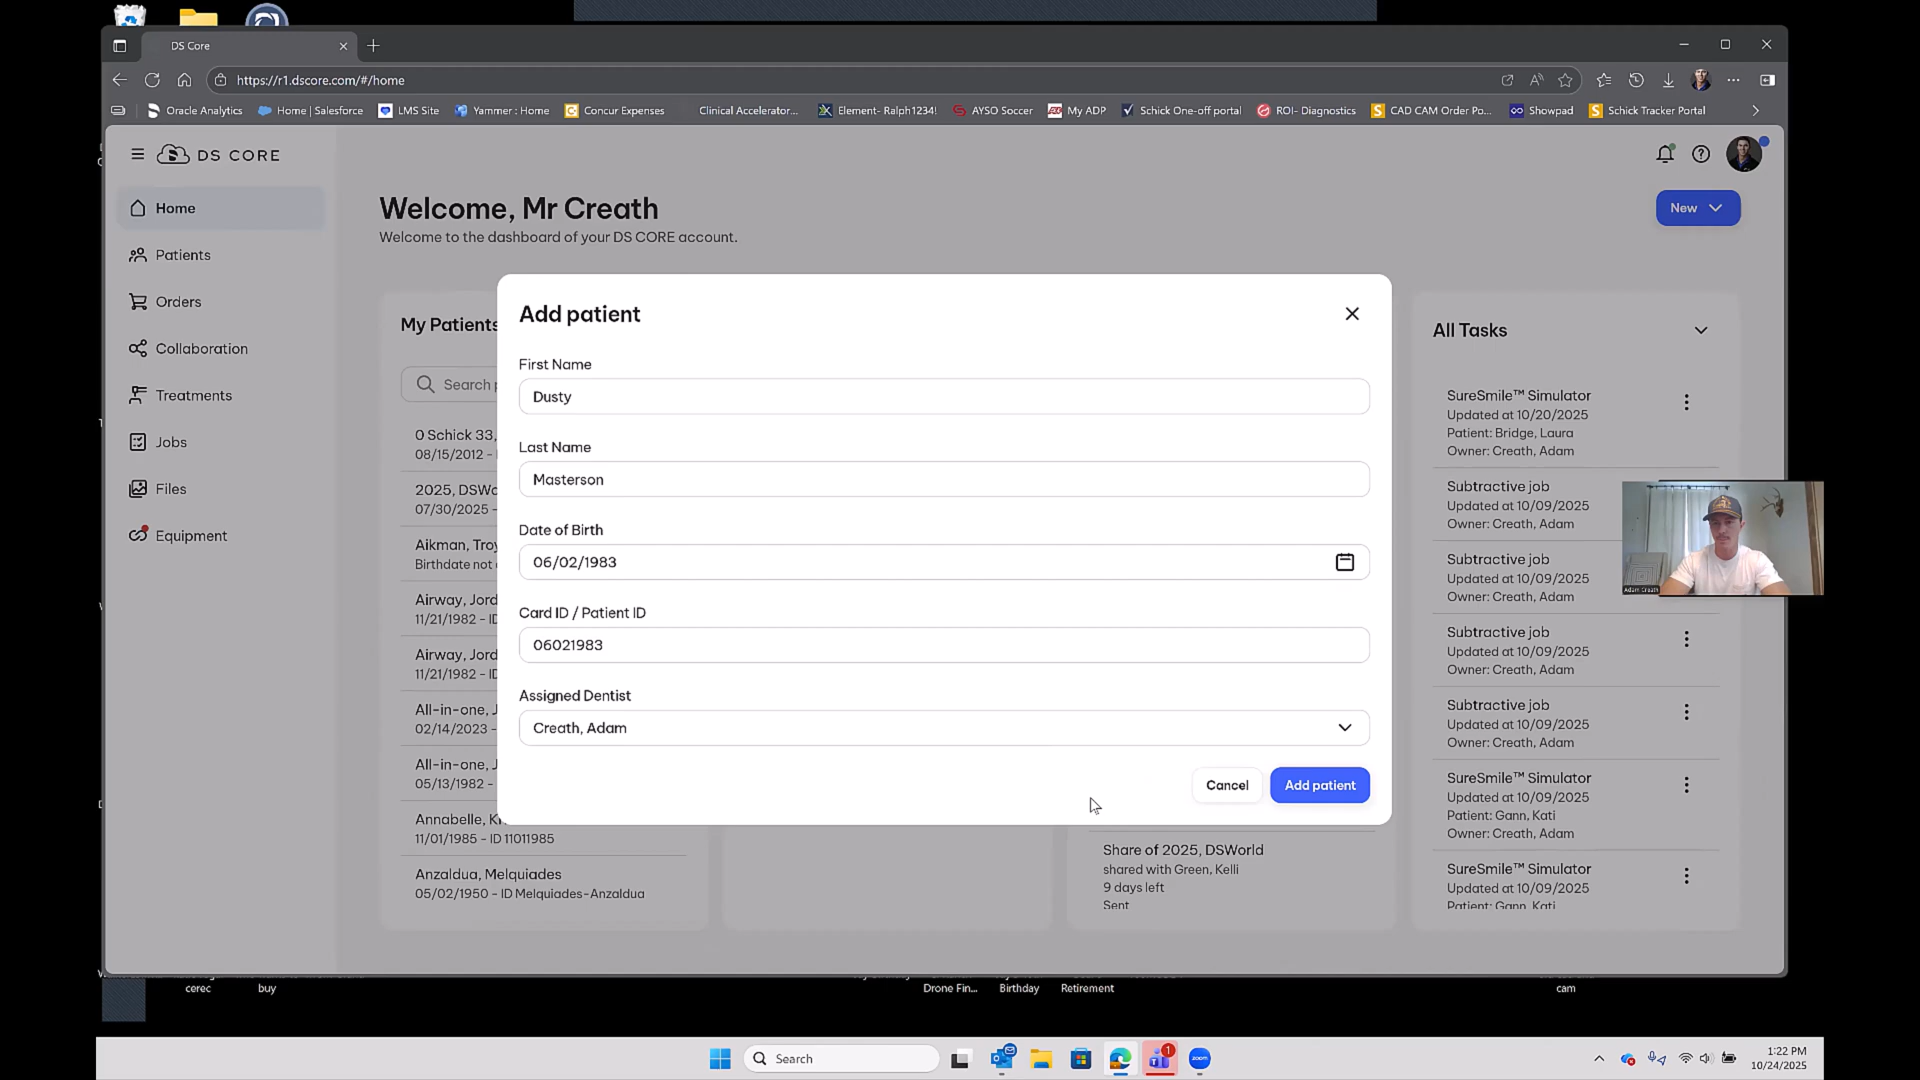 DS Core
https://r1.dscore.com/#/home
Oracle Analytics
Home | Salesforce
LMS Site
Yammer : Home
Concur Expenses
Clinical Accelerator...
Element- Ralph1234!
AYSO Soccer
My ADP
Schick One-off portal
ROI- Diagnostics
CAD CAM Order Po...
Showpad
Schick Tracker Portal
DS CORE
Home
Patients
Orders
Collaboration
Treatments
Jobs
Files
Equipment
Welcome, Mr Creath
Welcome to the dashboard of your DS CORE account.
New
My Patients
Search
0 Schick 33,
08/15/2012 -
2025, DSWo
07/30/2025 -
Aikman, Troy
Birthdate not
Airway, Jord
11/21/1982 - ID
Airway, Jord
11/21/1982 - ID
All-in-one, J
02/14/2023 -
All-in-one, J
05/13/1982 -
Annabelle, K
11/01/1985 - ID 11011985
Anzaldua, Melquiades
05/02/1950 - ID Melquiades-Anzaldua
Add patient
First Name
Dusty
Last Name
Masterson
Date of Birth
06/02/1983
Card ID / Patient ID
06021983
Assigned Dentist
Creath, Adam
Cancel
Add patient
Share of 2025, DSWorld
shared with Green, Kelli
9 days left
Sent
All Tasks
SureSmile™ Simulator
Updated at 10/20/2025
Patient: Bridge, Laura
Owner: Creath, Adam
Subtractive job
Updated at 10/09/2025
Owner: Creath, Adam
Subtractive job
Updated at 10/09/2025
Owner: Creath, Adam
Subtractive job
Updated at 10/09/2025
Owner: Creath, Adam
Subtractive job
Updated at 10/09/2025
Owner: Creath, Adam
SureSmile™ Simulator
Updated at 10/09/2025
Patient: Gann, Kati
Owner: Creath, Adam
SureSmile™ Simulator
Updated at 10/09/2025
Patient: Gann, Kati
Adam Creath
cerec
buy
Drone Fin...
Birthday
Retirement
cam
Search
1
zoom
1:22 PM
10/24/2025